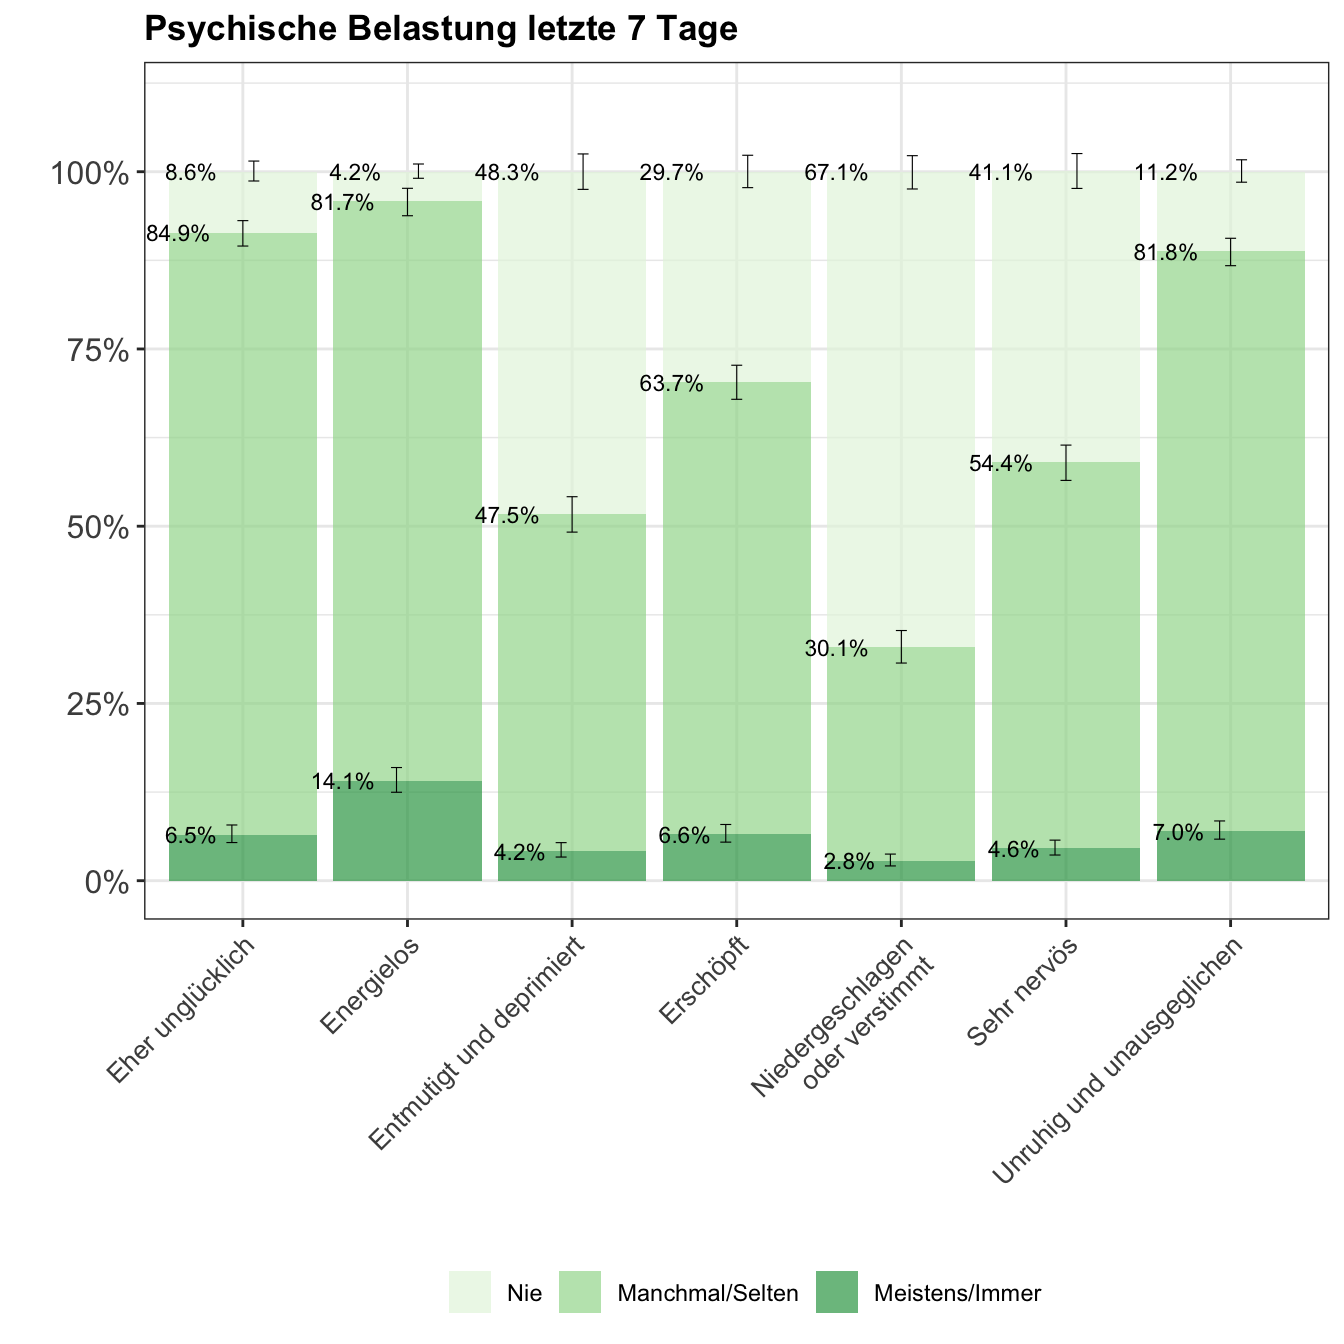 Psychische Belastung letzte 7 Tage
100%
75%
50%
25%
0%
8.6% 4.2% 48.3% 29.7% 67.1% 41.1% 11.2%
84.9% 81.7% 47.5% 63.7% 30.1% 54.4% 81.8%
6.5% 14.1% 4.2% 6.6% 2.8% 4.6% 7.0%
Eher unglücklich
Energielos
Entmutigt und deprimiert
Erschöpft
Niedergeschlagen
oder verstimmt
Sehr nervös
Unruhig und unausgeglichen
Nie Manchmal/Selten Meistens/Immer